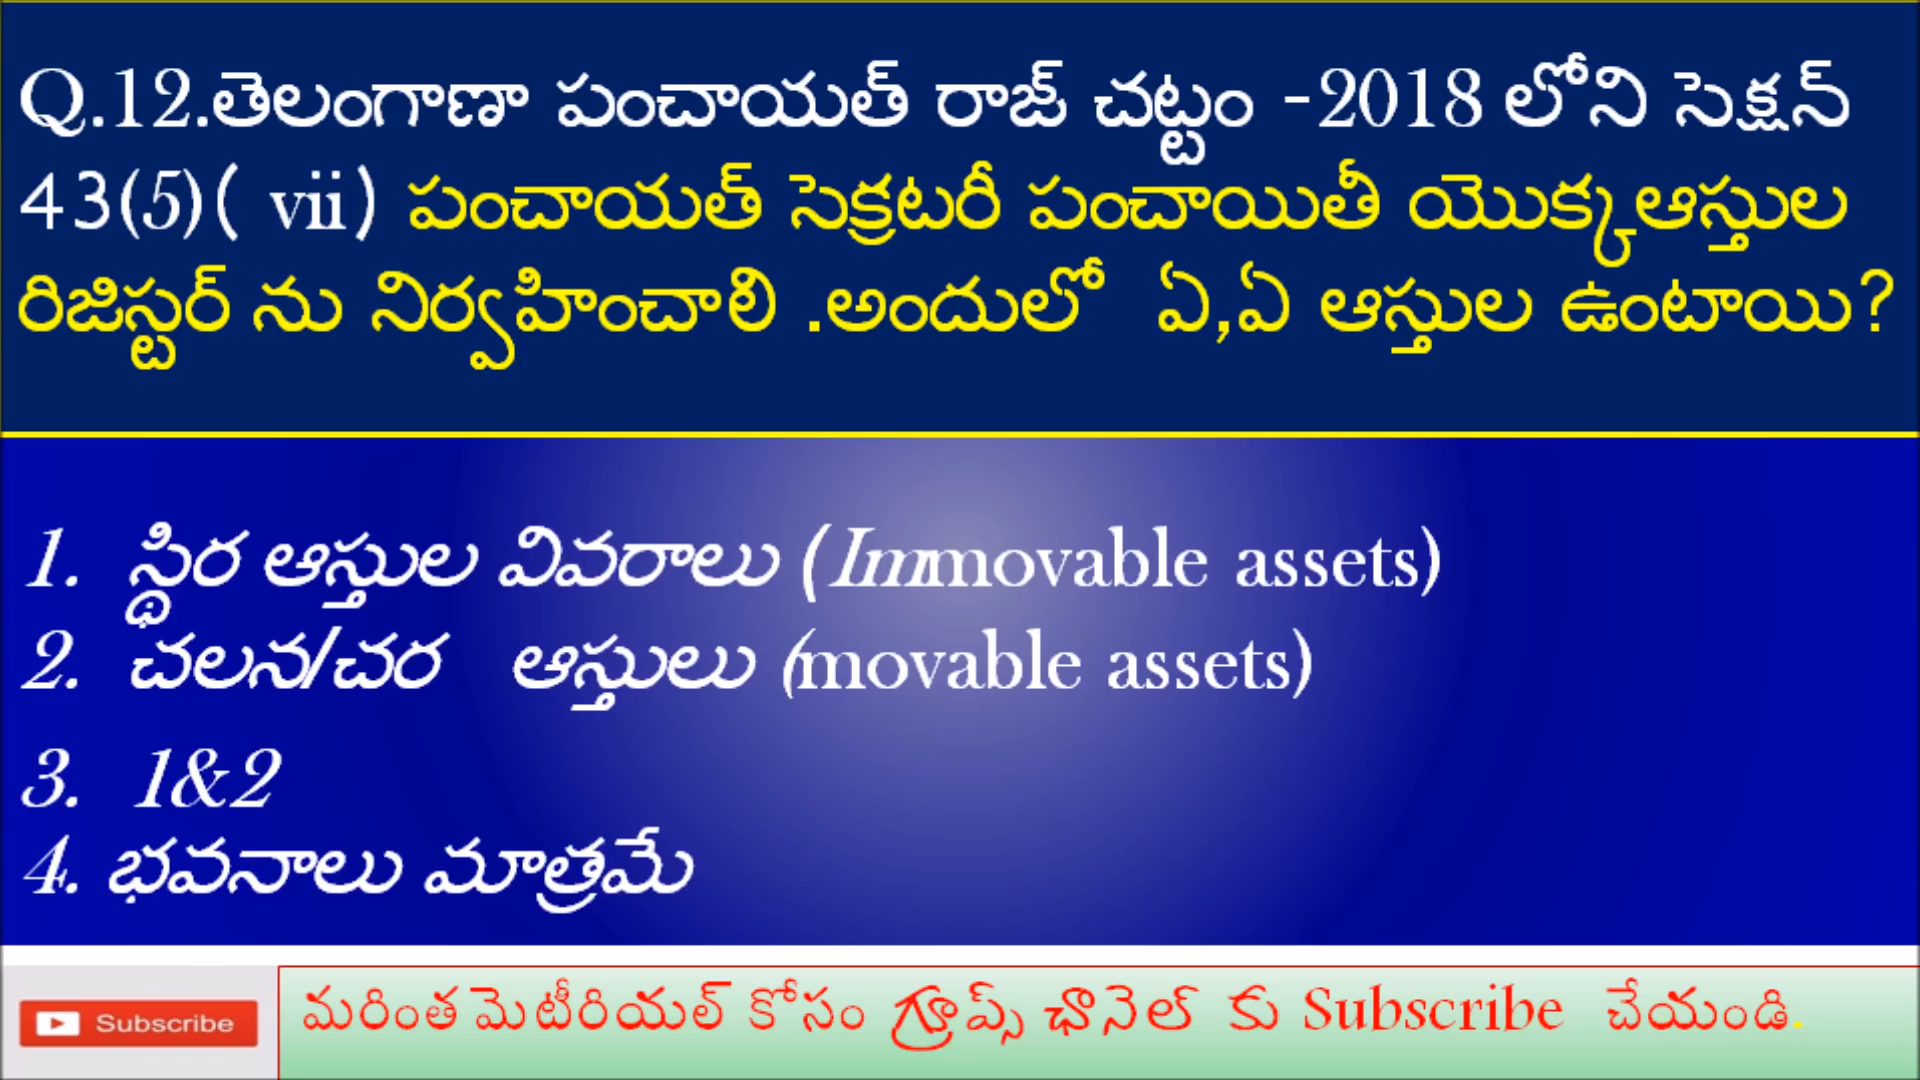 Q.12.తెలంగాణా పంచాయత్ రాజ్ చట్టం -2018 లోని సెక్షన్
43(5)( vii) పంచాయత్ సెక్రటరీ పంచాయితీ యొక్కఆస్తుల
రిజిస్టర్ ను నిర్వహించాలి .అందులో ఏ,ఏ ఆస్తుల ఉంటాయి?
1. స్థిర ఆస్తుల వివరాలు (Immovable assets)
2. చలన/చర ఆస్తులు (movable assets)
3. 1&2
4. భవనాలు మాత్రమే
Subscribe
మరింత మెటీరియల్ కోసం గ్రూప్స్ ఛానెల్ కు Subscribe చేయండి.